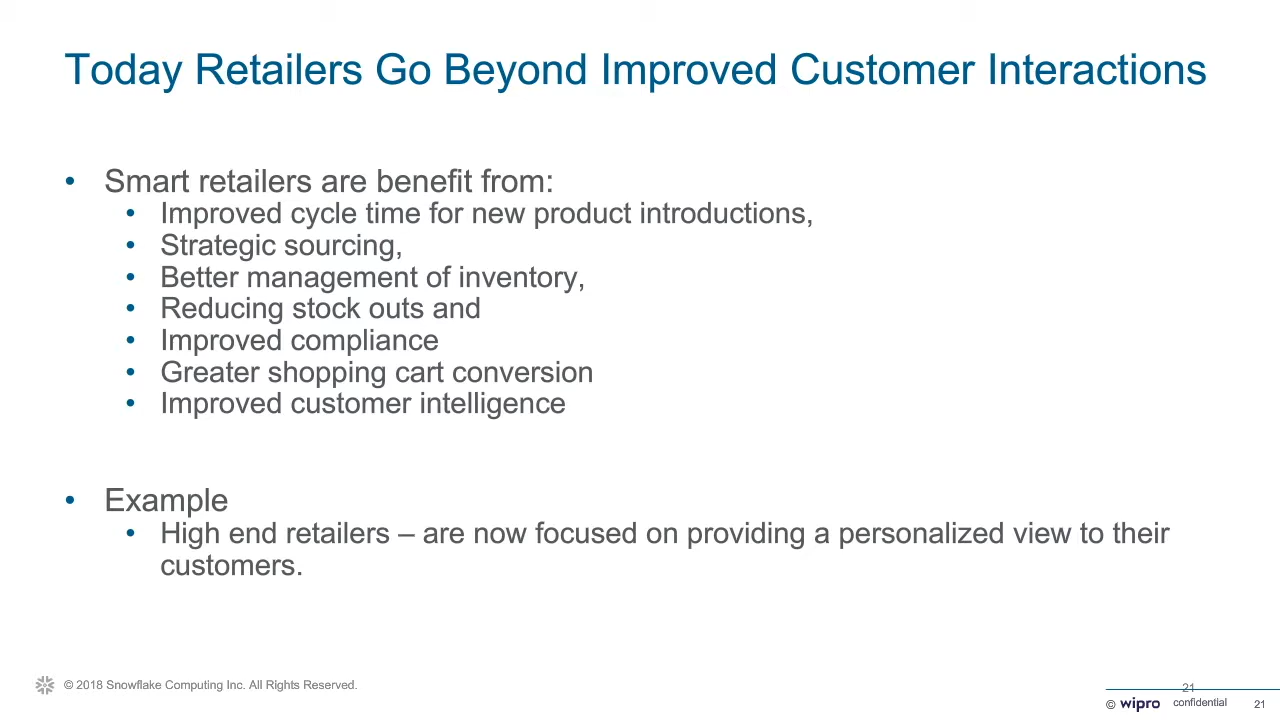 Today Retailers Go Beyond Improved Customer Interactions
• Smart retailers are benefit from:
• Improved cycle time for new product introductions,
• Strategic sourcing,
• Better management of inventory,
• Reducing stock outs and
• Improved compliance
• Greater shopping cart conversion
• Improved customer intelligence
• Example
• High end retailers – are now focused on providing a personalized view to their
customers.
© 2018 Snowflake Computing Inc. All Rights Reserved.
21
© wipro confidential 21